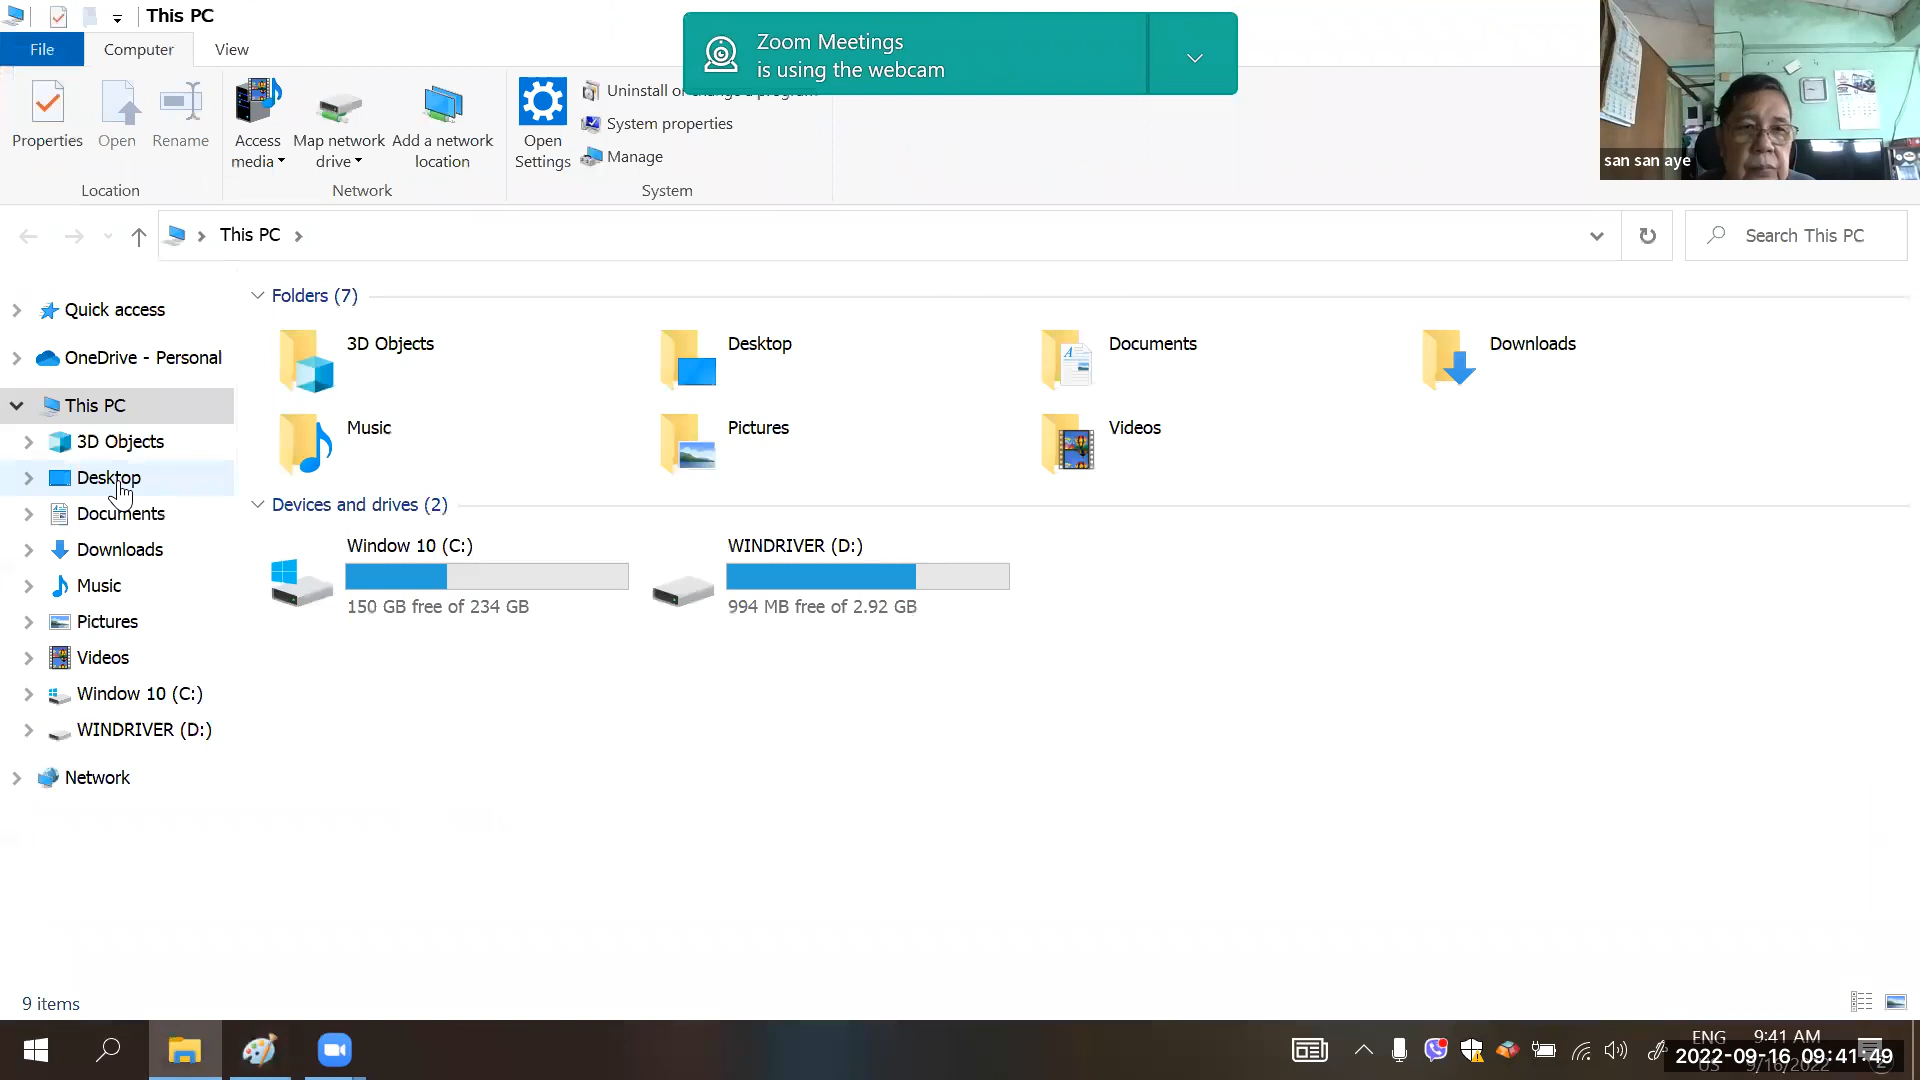 This PC
Zoom Meetings
is using the webcam
File
Computer
View
Properties
Open
Rename
Access
media
Map network
drive
Add a network
location
Open
Settings
Uninstall or change a program
System properties
Manage
Location
Network
System
san san aye
This PC
Search This PC
Quick access
OneDrive - Personal
This PC
3D Objects
Desktop
Documents
Downloads
Music
Pictures
Videos
Window 10 (C:)
WINDRIVER (D:)
Network
Folders (7)
3D Objects
Desktop
Documents
Downloads
Music
Pictures
Videos
Devices and drives (2)
Window 10 (C:)
150 GB free of 234 GB
WINDRIVER (D:)
994 MB free of 2.92 GB
9 items
ENG
US
9:41 AM
9/16/2022
2
2022-09-16 09:41:49